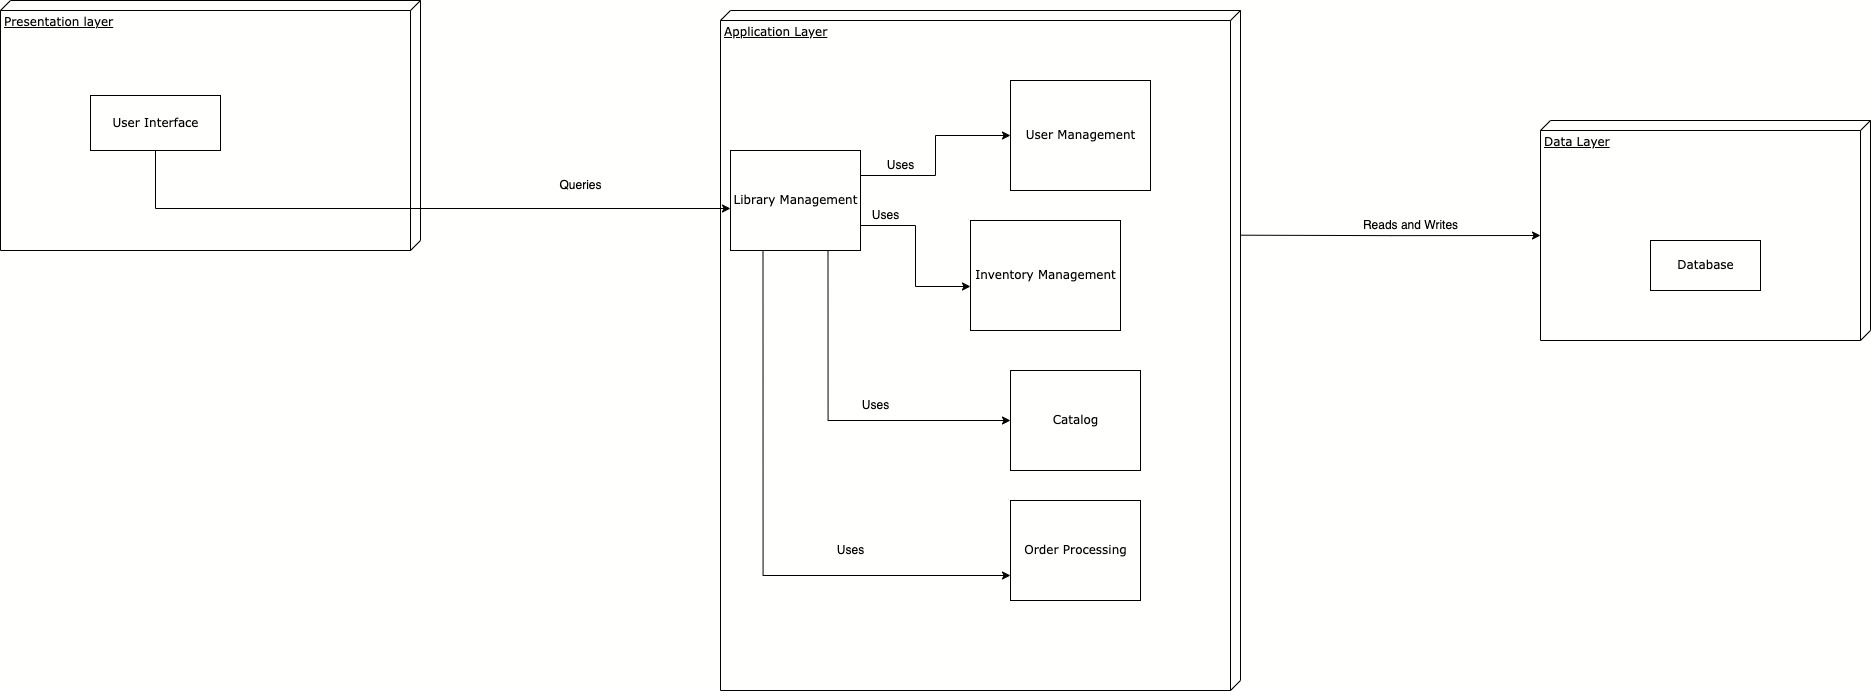 Presentation layer
User Interface
Queries
Application Layer
Library Management
Uses
User Management
Uses
Inventory Management
Uses
Catalog
Uses
Order Processing
Reads and Writes
Data Layer
Database